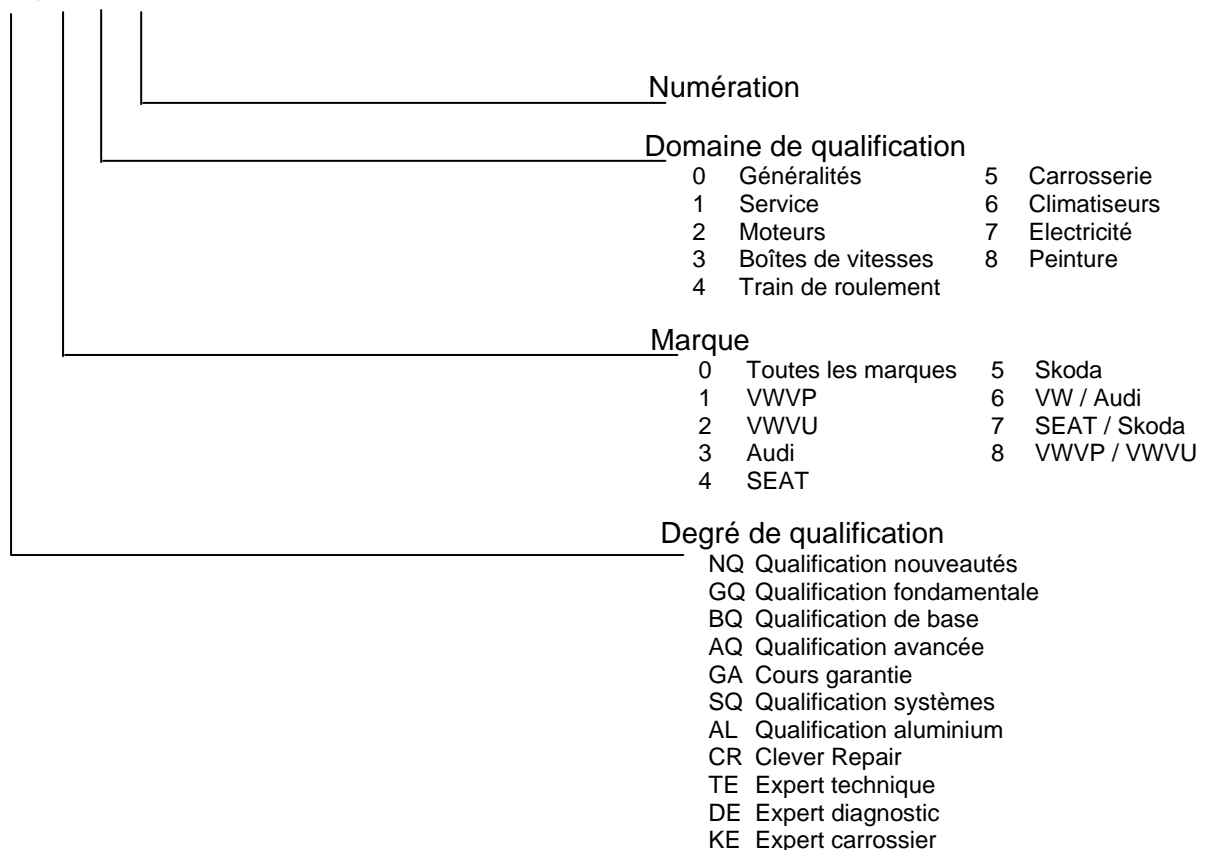 Numération
Domaine de qualification
0 Généralités 5 Carrosserie
1 Service 6 Climatiseurs
2 Moteurs 7 Electricité
3 Boîtes de vitesses 8 Peinture
4 Train de roulement
Marque
0 Toutes les marques 5 Skoda
1 VWVP 6 VW / Audi
2 VWVU 7 SEAT / Skoda
3 Audi 8 VWVP / VWVU
4 SEAT
Degré de qualification
NQ Qualification nouveautés
GQ Qualification fondamentale
BQ Qualification de base
AQ Qualification avancée
GA Cours garantie
SQ Qualification systèmes
AL Qualification aluminium
CR Clever Repair
TE Expert technique
DE Expert diagnostic
KE Expert carrossier